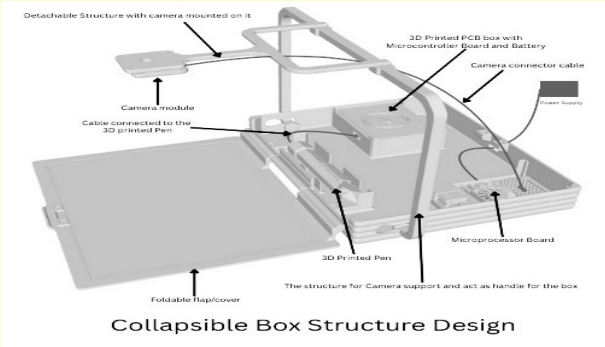 Detachable Structure with camera mounted on it
3D Printed PCB box with
Microcontroller Board and Battery
Camera connector cable
Power Supply
Camera module
Cable connected to the
3D printed Pen
Microprocessor Board
3D Printed Pen
The structure for Camera support and act as handle for the box
Foldable flap/cover
Collapsible Box Structure Design